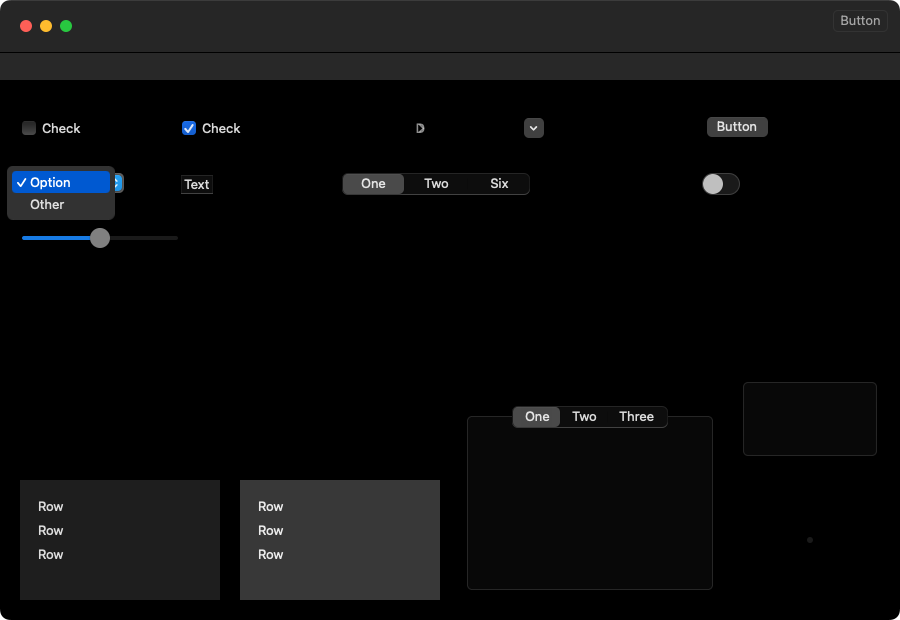 Button
Check
Check
D
Button
Option
Other
Text
One Two Six
One Two Three
Row
Row
Row
Row
Row
Row